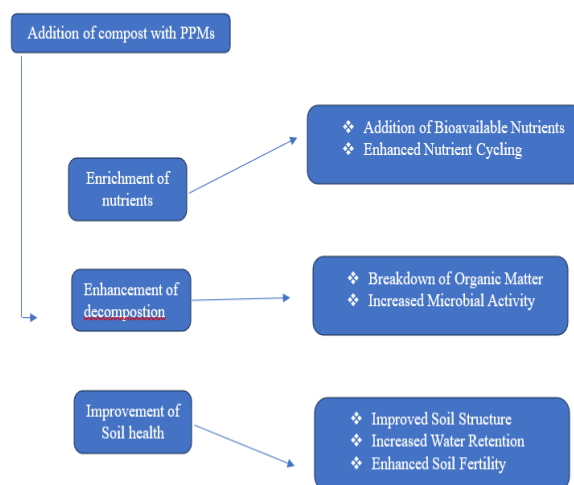 Addition of compost with PPMs
❖ Addition of Bioavailable Nutrients
❖ Enhanced Nutrient Cycling
Enrichment of
nutrients
Enhancement of
decompostion
❖ Breakdown of Organic Matter
❖ Increased Microbial Activity
Improvement of
Soil health
❖ Improved Soil Structure
❖ Increased Water Retention
❖ Enhanced Soil Fertility